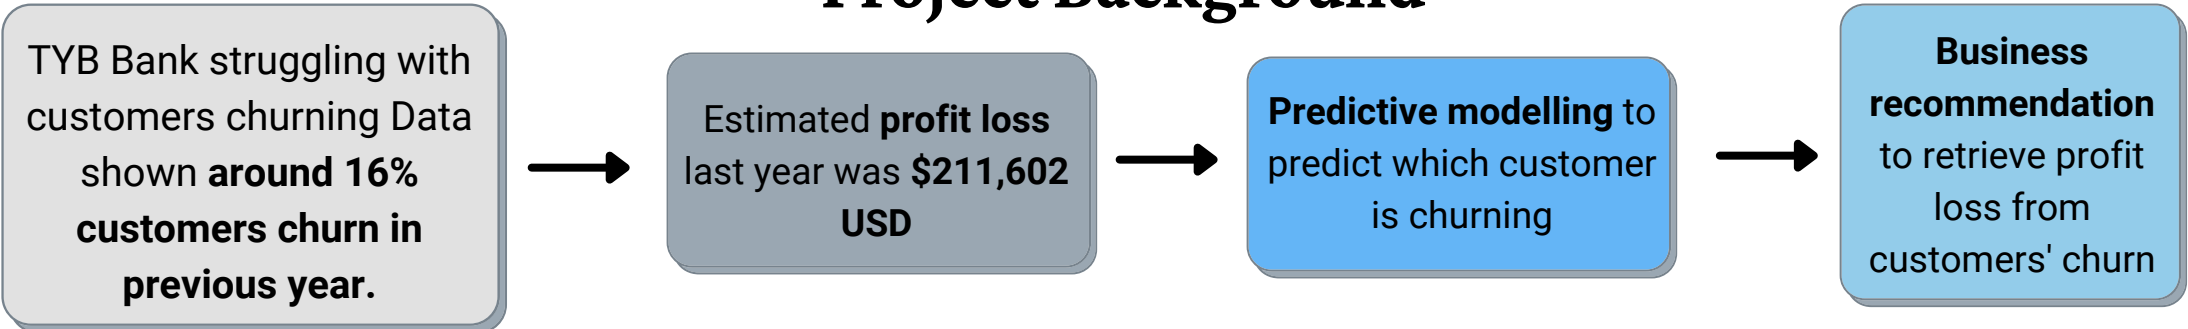 Project Background
TYB Bank struggling with
customers churning Data
shown around 16%
customers churn in
previous year.
Estimated profit loss
last year was $211,602
USD
Predictive modelling to
predict which customer
is churning
Business
recommendation
to retrieve profit
loss from
customers' churn